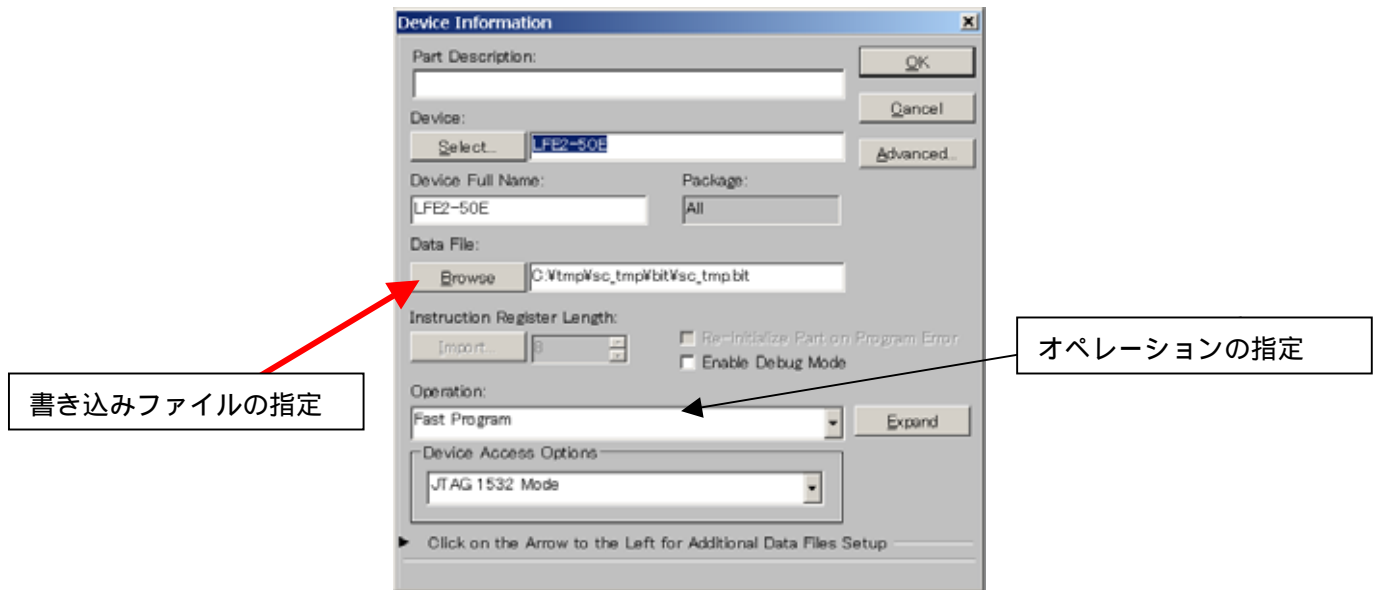 Device Information
Part Description:
OK
Cancel
Device:
Select...
LFE2-50E
Advanced...
Device Full Name:
Package:
LFE2-50E
All
Data File:
Browse
C:¥tmp¥sc_tmp¥bit¥sc_tmp.bit
Instruction Register Length:
Import...
8
Re-Initialize Part on Program Error
Enable Debug Mode
オペレーションの指定
書き込みファイルの指定
Operation:
Fast Program
Expand
Device Access Options
JTAG 1532 Mode
Click on the Arrow to the Left for Additional Data Files Setup